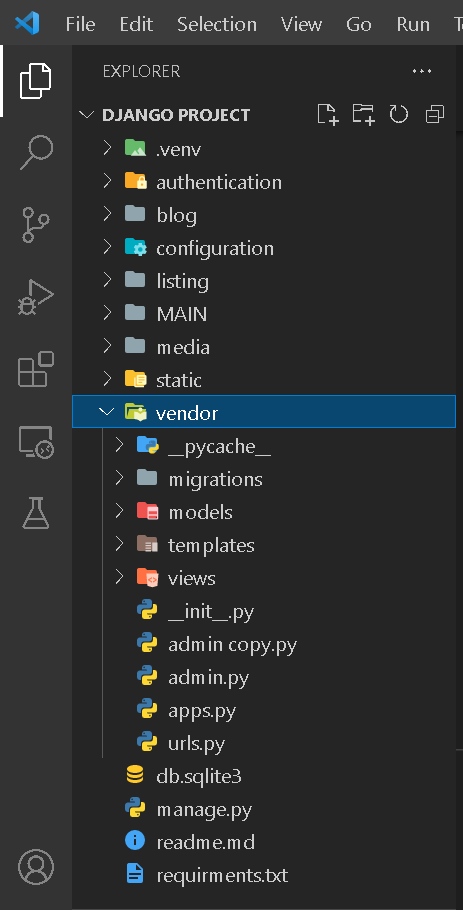 File Edit Selection View Go Run
EXPLORER
DJANGO PROJECT
.venv
authentication
blog
configuration
listing
MAIN
media
static
vendor
__pycache__
migrations
models
templates
views
__init__.py
admin copy.py
admin.py
apps.py
urls.py
db.sqlite3
manage.py
readme.md
requirments.txt